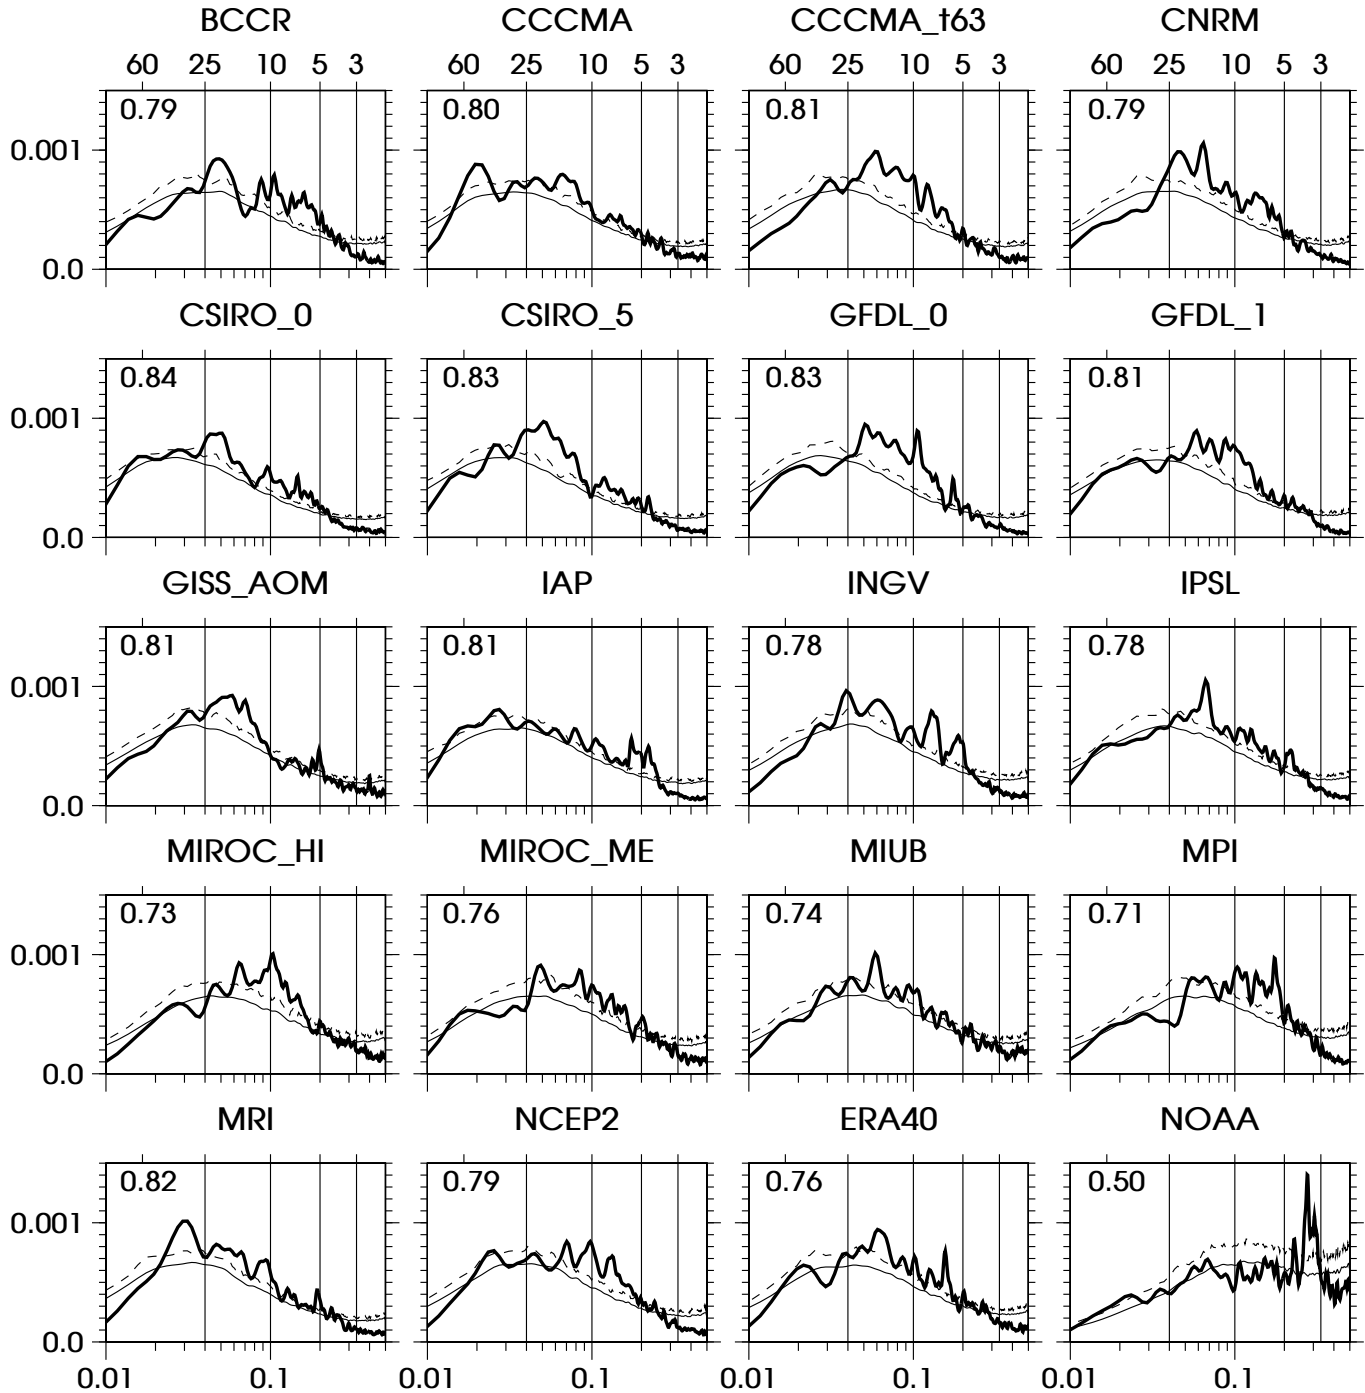 BCCR CCCMA CCCMA_t63 CNRM
60 25 10 5 3 60 25 10 5 3 60 25 10 5 3 60 25 10 5 3
0.79 0.80 0.81 0.79
0.001
0.0
CSIRO_0 CSIRO_5 GFDL_0 GFDL_1
0.84 0.83 0.83 0.81
0.001
0.0
GISS_AOM IAP INGV IPSL
0.81 0.81 0.78 0.78
0.001
0.0
MIROC_HI MIROC_ME MIUB MPI
0.73 0.76 0.74 0.71
0.001
0.0
MRI NCEP2 ERA40 NOAA
0.82 0.79 0.76 0.50
0.001
0.0
0.01 0.1 0.01 0.1 0.01 0.1 0.01 0.1